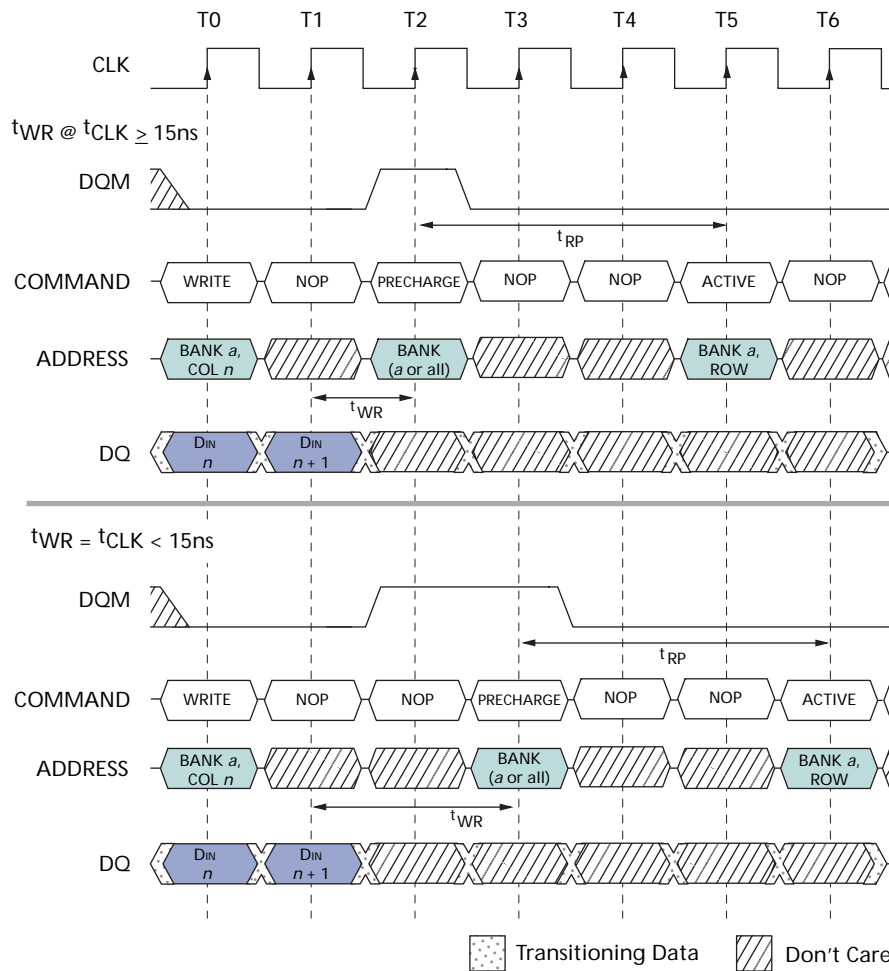 T0 T1 T2 T3 T4 T5 T6
CLK
tWR @ tCLK ≥ 15ns
DQM
tRP
COMMAND WRITE NOP PRECHARGE NOP NOP ACTIVE NOP
ADDRESS BANK a, COL n BANK (a or all) BANK a, ROW
tWR
DQ DIN n DIN n + 1
tWR = tCLK < 15ns
DQM
tRP
COMMAND WRITE NOP NOP PRECHARGE NOP NOP ACTIVE
ADDRESS BANK a, COL n BANK (a or all) BANK a, ROW
tWR
DQ DIN n DIN n + 1
Transitioning Data Don't Care